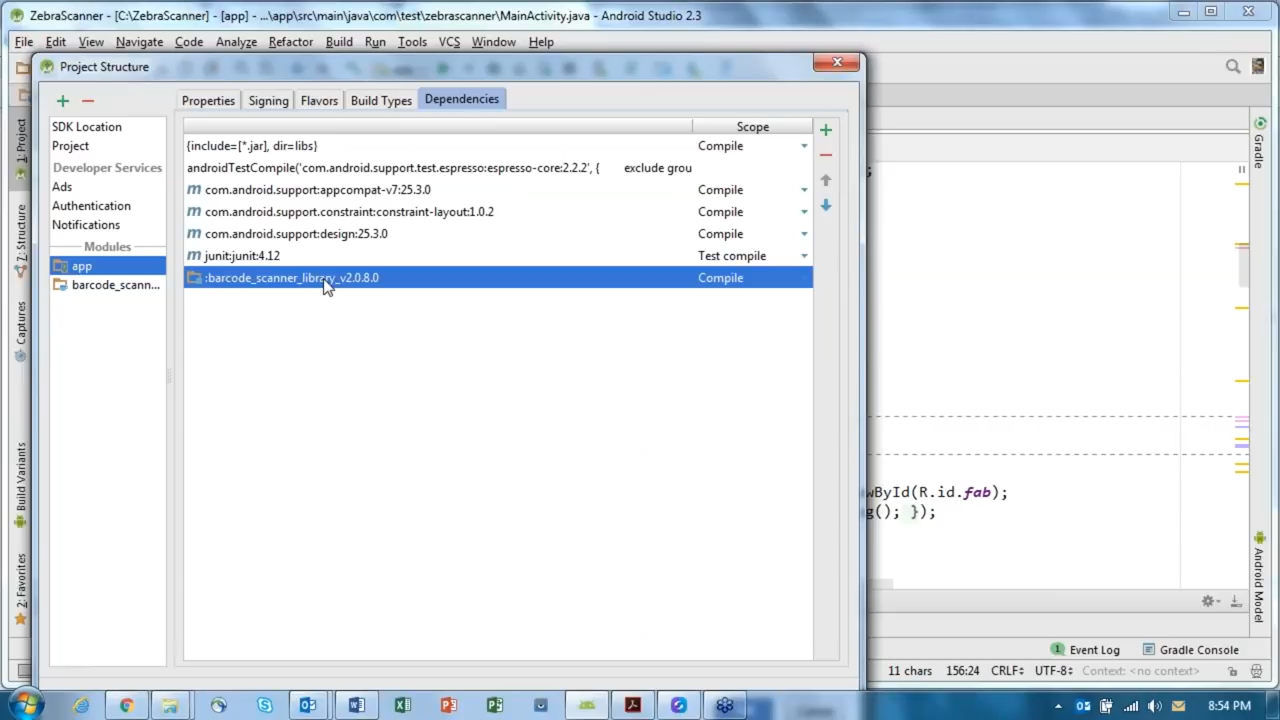 ZebraScanner - [C:\ZebraScanner] - [app] - ...\app\src\main\java\com\test\zebrascanner\MainActivity.java - Android Studio 2.3
File Edit View Navigate Code Analyze Refactor Build Run Tools VCS Window Help
Project Structure
Properties Signing Flavors Build Types Dependencies
SDK Location
Project
Developer Services
Ads
Authentication
Notifications
Modules
app
barcode_scann...
Scope
{include=[*.jar], dir=libs} Compile
androidTestCompile('com.android.support.test.espresso:espresso-core:2.2.2', { exclude grou
m com.android.support:appcompat-v7:25.3.0 Compile
m com.android.support.constraint:constraint-layout:1.0.2 Compile
m com.android.support:design:25.3.0 Compile
m junit:junit:4.12 Test compile
:barcode_scanner_library_v2.0.8.0 Compile
1: Project
7: Structure
Captures
Build Variants
2: Favorites
Gradle
Android Model
;
wById(R.id.fab);
g(); });
1 Event Log Gradle Console
11 chars 156:24 CRLF÷ UTF-8÷ Context: <no context>
8:54 PM